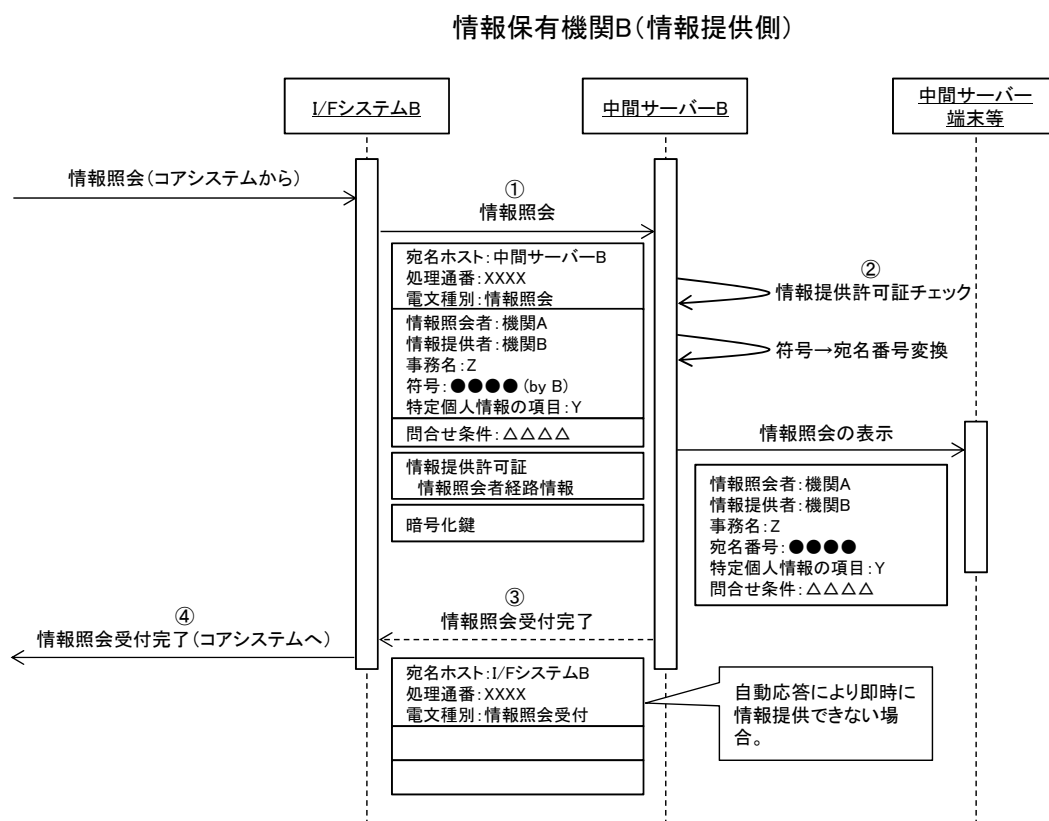 情報保有機関B(情報提供側)
I/FシステムB
中間サーバーB
中間サーバー
端末等
情報照会(コアシステムから)
①
情報照会
宛名ホスト:中間サーバーB
処理通番:XXXX
電文種別:情報照会
情報照会者:機関A
情報提供者:機関B
事務名:Z
符号:●●●● (by B)
特定個人情報の項目:Y
問合せ条件:△△△△
情報提供許可証
情報照会者経路情報
暗号化鍵
②
情報提供許可証チェック
符号→宛名番号変換
情報照会の表示
情報照会者:機関A
情報提供者:機関B
事務名:Z
宛名番号:●●●●
特定個人情報の項目:Y
問合せ条件:△△△△
③
情報照会受付完了
④
情報照会受付完了(コアシステムへ)
宛名ホスト:I/FシステムB
処理通番:XXXX
電文種別:情報照会受付
自動応答により即時に
情報提供できない場
合。